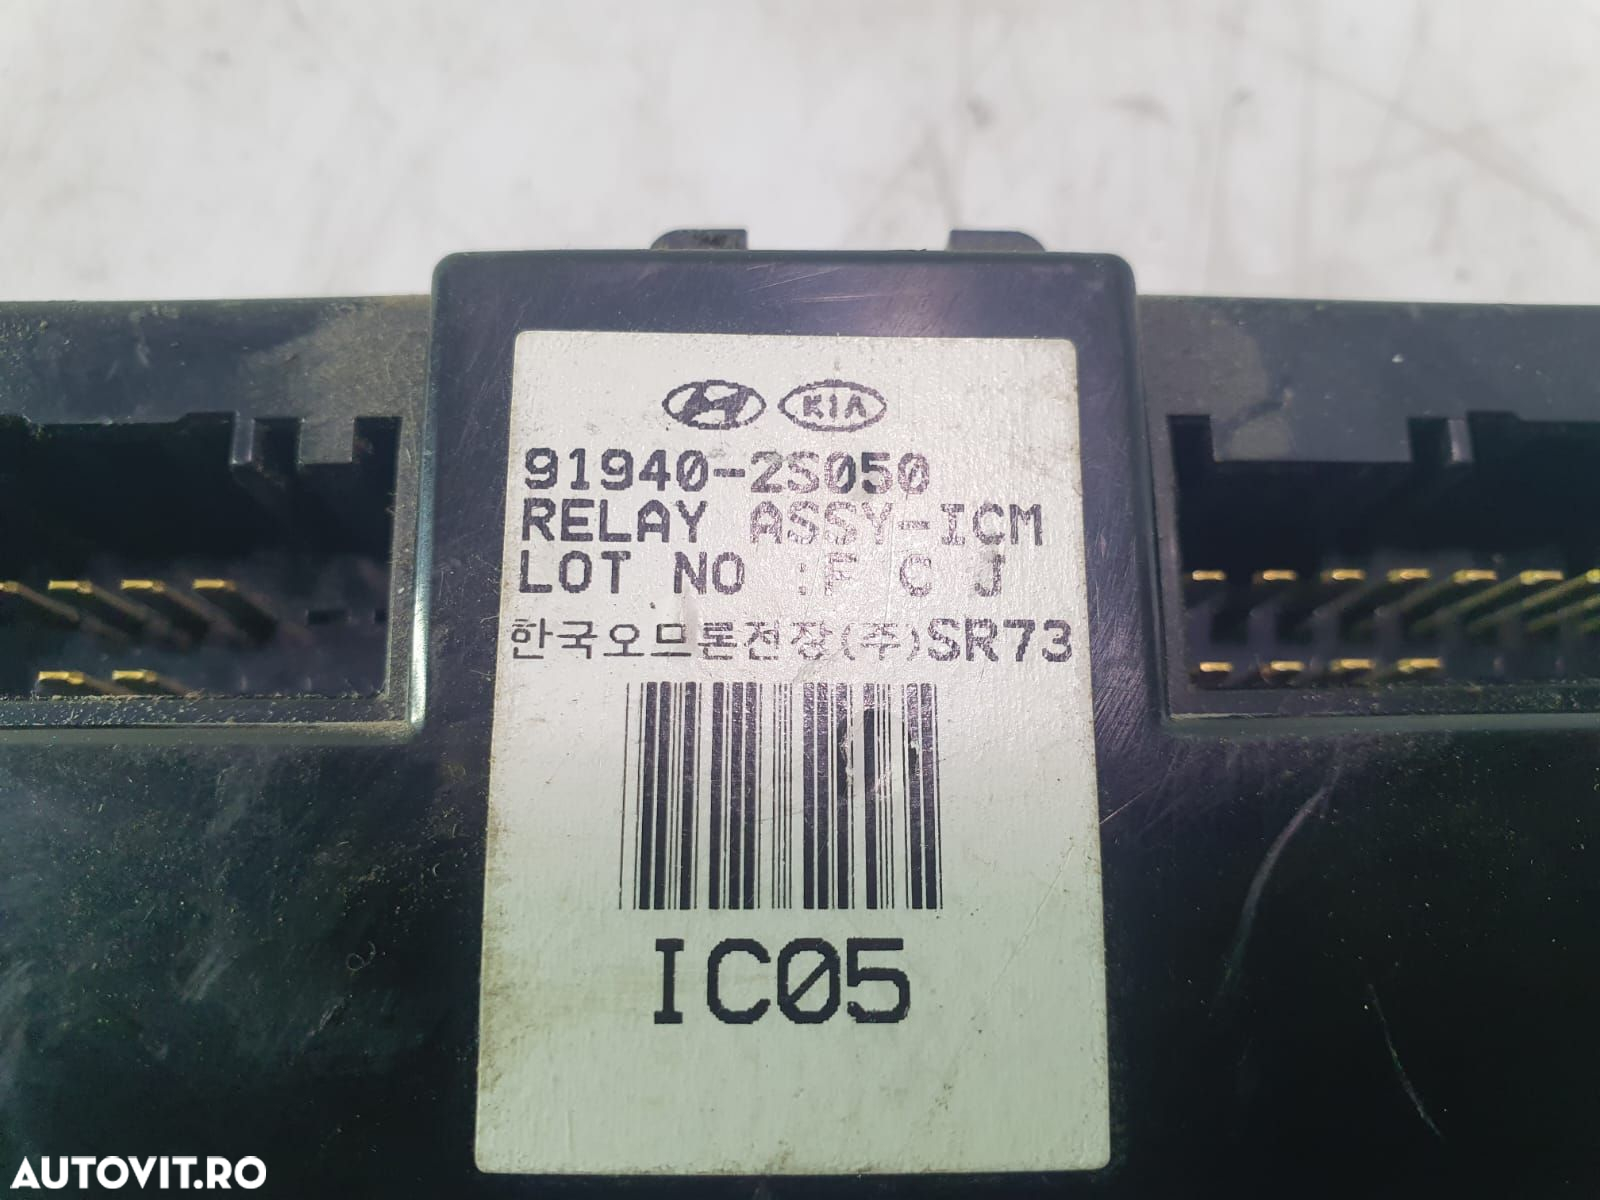 KIA
91940-2S050
RELAY ASSY-ICM
LOT NO :F C J
한국오므론전장(주)SR73
IC05
AUTOVIT.RO